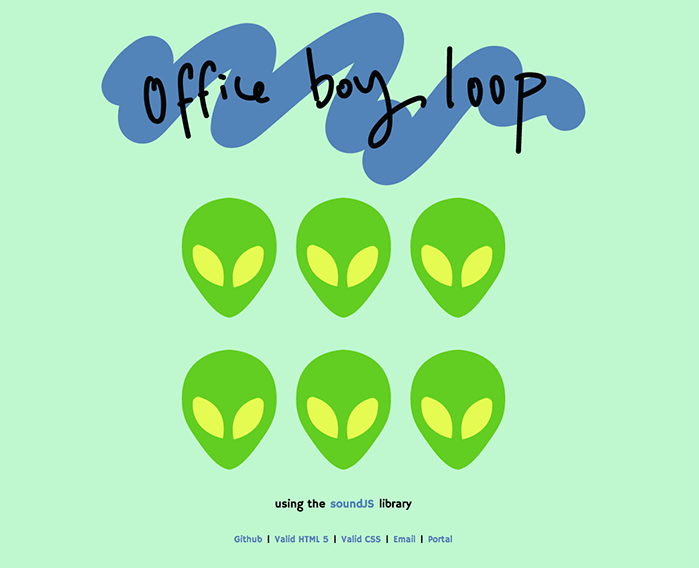 Office boy loop
using the soundJS library
Github | Valid HTML 5 | Valid CSS | Email | Portal